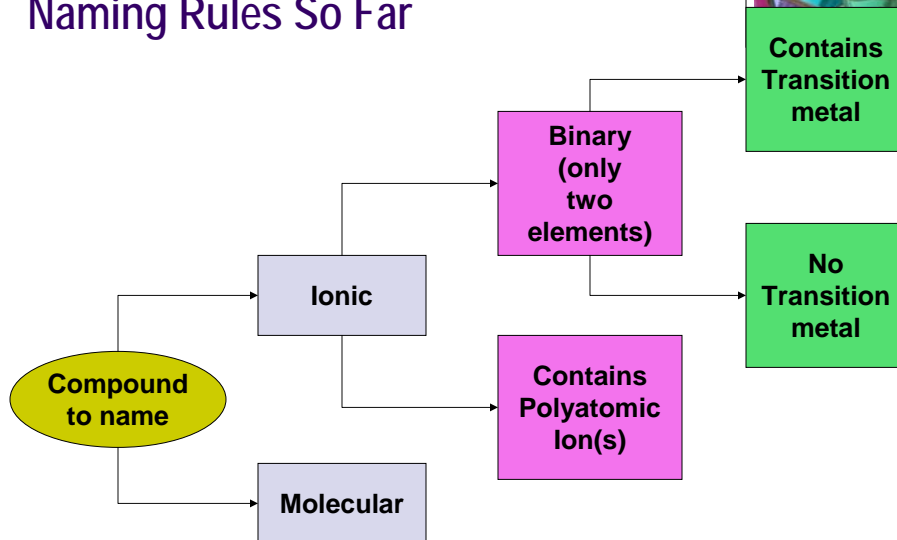 Naming Rules So Far
Contains
Transition
metal
Binary
(only
two
elements)
No
Transition
metal
Ionic
Compound
to name
Contains
Polyatomic
Ion(s)
Molecular